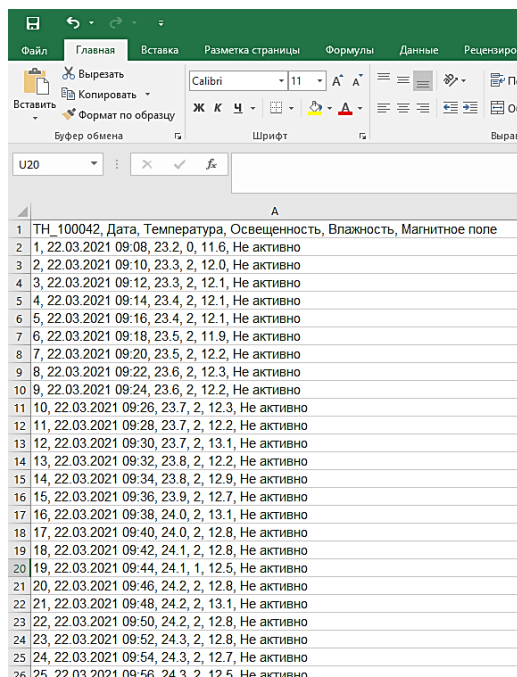 Файл Главная Вставка Разметка страницы Формулы Данные Рецензиро
Вставить
Вырезать
Копировать
Формат по образцу
Буфер обмена
Calibri 11
Ж К Ч
Шрифт
Выра
U20 fx
A
1 TH_100042, Дата, Температура, Освещенность, Влажность, Магнитное поле
2 1, 22.03.2021 09:08, 23.2, 0, 11.6, Не активно
3 2, 22.03.2021 09:10, 23.3, 2, 12.0, Не активно
4 3, 22.03.2021 09:12, 23.3, 2, 12.1, Не активно
5 4, 22.03.2021 09:14, 23.4, 2, 12.1, Не активно
6 5, 22.03.2021 09:16, 23.4, 2, 12.1, Не активно
7 6, 22.03.2021 09:18, 23.5, 2, 11.9, Не активно
8 7, 22.03.2021 09:20, 23.5, 2, 12.2, Не активно
9 8, 22.03.2021 09:22, 23.6, 2, 12.3, Не активно
10 9, 22.03.2021 09:24, 23.6, 2, 12.2, Не активно
11 10, 22.03.2021 09:26, 23.7, 2, 12.3, Не активно
12 11, 22.03.2021 09:28, 23.7, 2, 12.2, Не активно
13 12, 22.03.2021 09:30, 23.7, 2, 13.1, Не активно
14 13, 22.03.2021 09:32, 23.8, 2, 12.2, Не активно
15 14, 22.03.2021 09:34, 23.8, 2, 12.9, Не активно
16 15, 22.03.2021 09:36, 23.9, 2, 12.7, Не активно
17 16, 22.03.2021 09:38, 24.0, 2, 13.1, Не активно
18 17, 22.03.2021 09:40, 24.0, 2, 12.8, Не активно
19 18, 22.03.2021 09:42, 24.1, 2, 12.8, Не активно
20 19, 22.03.2021 09:44, 24.1, 1, 12.5, Не активно
21 20, 22.03.2021 09:46, 24.2, 2, 12.8, Не активно
22 21, 22.03.2021 09:48, 24.2, 2, 13.1, Не активно
23 22, 22.03.2021 09:50, 24.2, 2, 12.8, Не активно
24 23, 22.03.2021 09:52, 24.3, 2, 12.8, Не активно
25 24, 22.03.2021 09:54, 24.3, 2, 12.7, Не активно
26 25, 22.03.2021 09:56, 24.3, 2, 12.5, Не активно